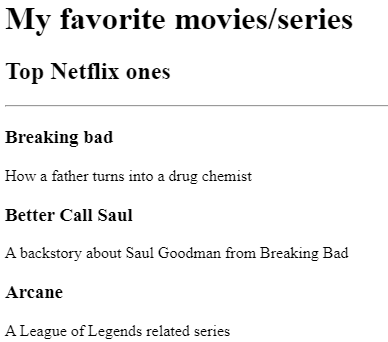 My favorite movies/series
Top Netflix ones
Breaking bad
How a father turns into a drug chemist
Better Call Saul
A backstory about Saul Goodman from Breaking Bad
Arcane
A League of Legends related series